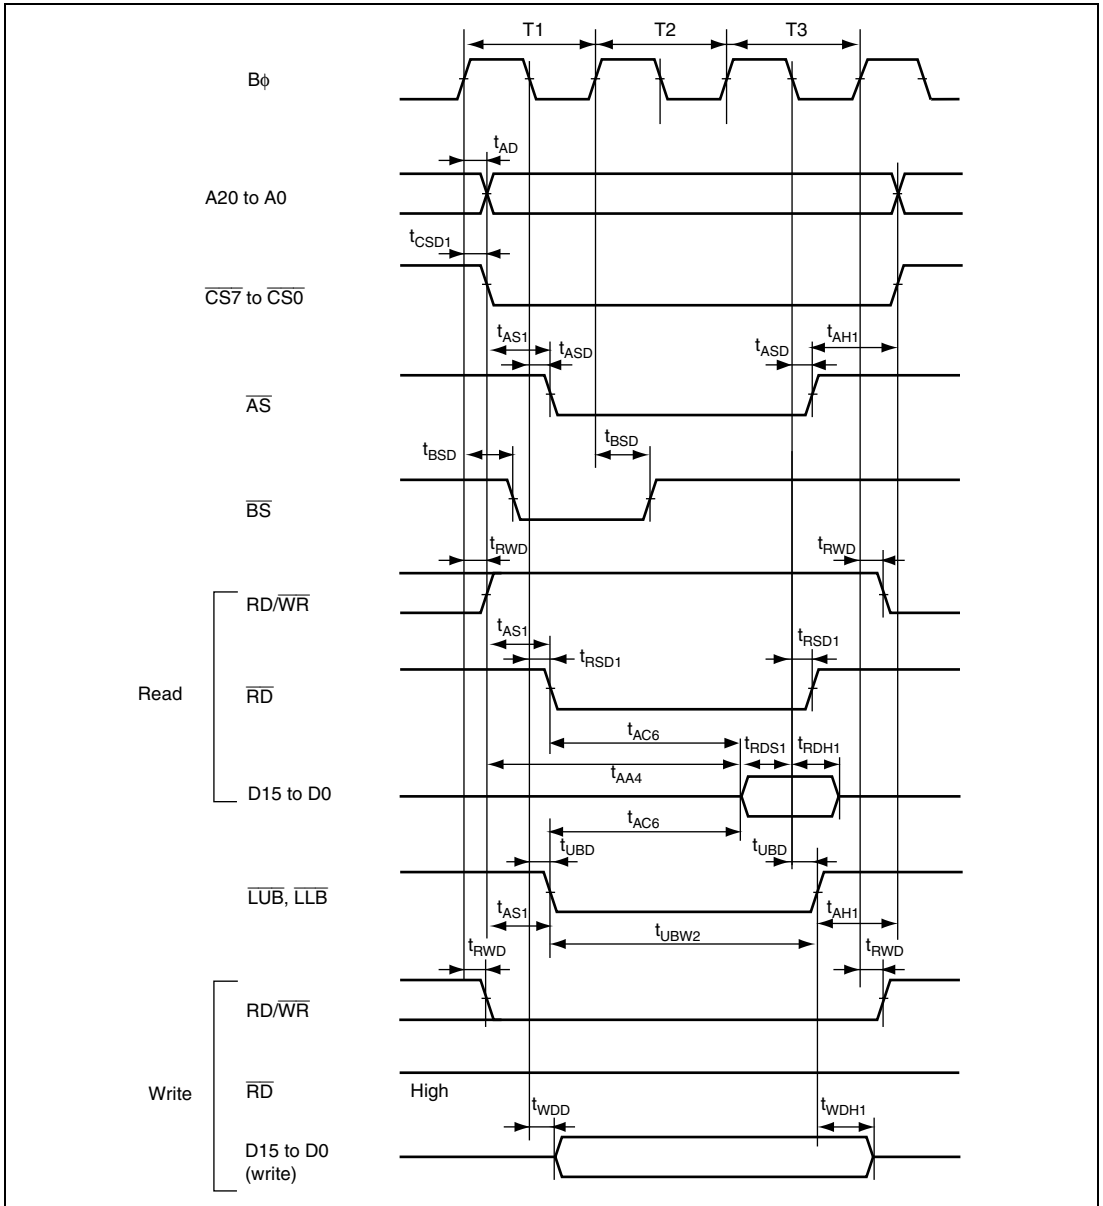 T1 T2 T3
Bφ
tAD
A20 to A0
tCSD1
CS7 to CS0
tAS1 tASD tASD tAH1
AS
tBSD tBSD
BS
tRWD tRWD
RD/WR
tAS1 tRSD1 tRSD1
Read
RD
tAC6 tRDS1 tRDH1
tAA4
D15 to D0
tAC6
tUBD tUBD
LUB, LLB
tAS1 tAH1
tUBW2
tRWD tRWD
RD/WR
Write
RD
High
tWDD tWDH1
D15 to D0
(write)